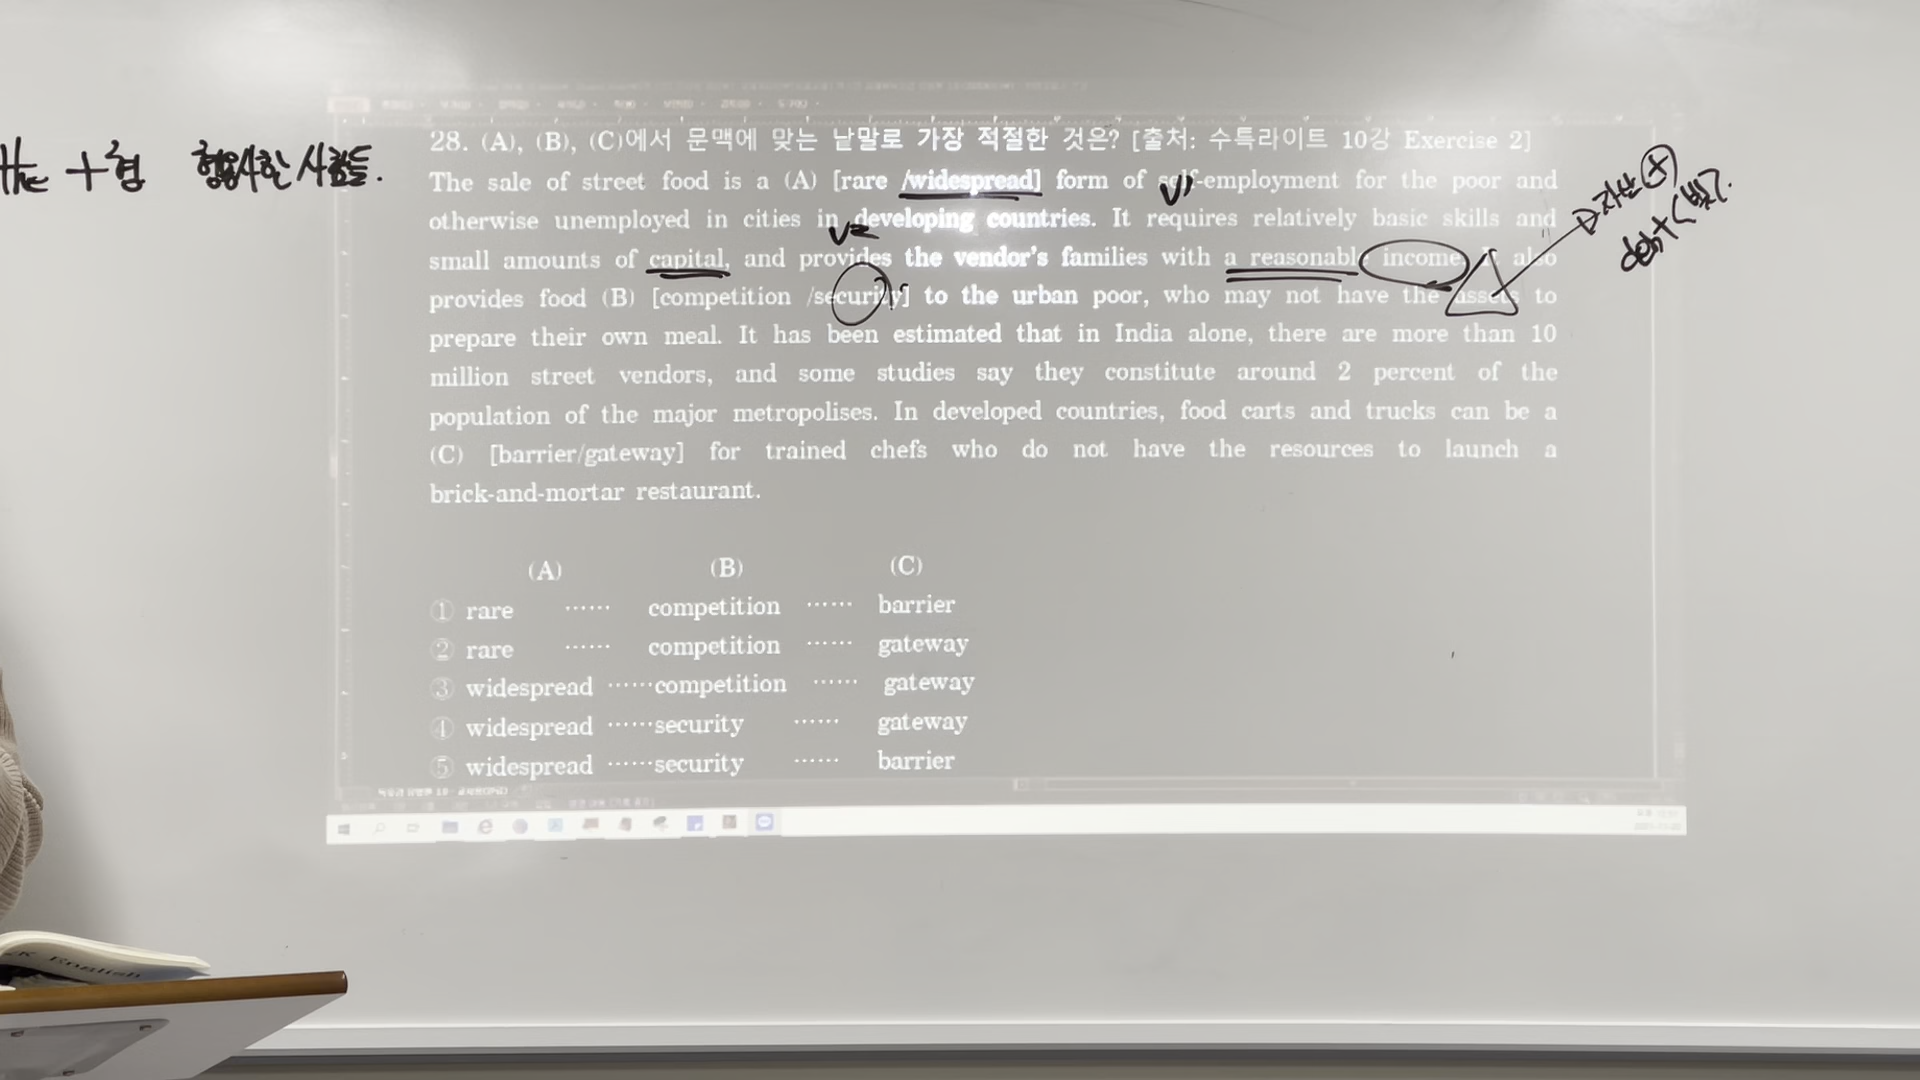 28. (A), (B), (C)에서 문맥에 맞는 낱말로 가장 적절한 것은? [출처: 수특라이트 10강 Exercise 2]
the + 형 형용사한 사람들.
The sale of street food is a (A) [rare /widespread] form of self-employment for the poor and
V1
otherwise unemployed in cities in developing countries. It requires relatively basic skills and
V2
small amounts of capital, and provides the vendor's families with a reasonable income. It also
provides food (B) [competition /security] to the urban poor, who may not have the assets to
자산
debt (빚).
prepare their own meal. It has been estimated that in India alone, there are more than 10
million street vendors, and some studies say they constitute around 2 percent of the
population of the major metropolises. In developed countries, food carts and trucks can be a
(C) [barrier/gateway] for trained chefs who do not have the resources to launch a
brick-and-mortar restaurant.
(A) (B) (C)
① rare ······ competition ······ barrier
② rare ······ competition ······ gateway
③ widespread ······competition ······ gateway
④ widespread ······security ······ gateway
⑤ widespread ······security ······ barrier
English